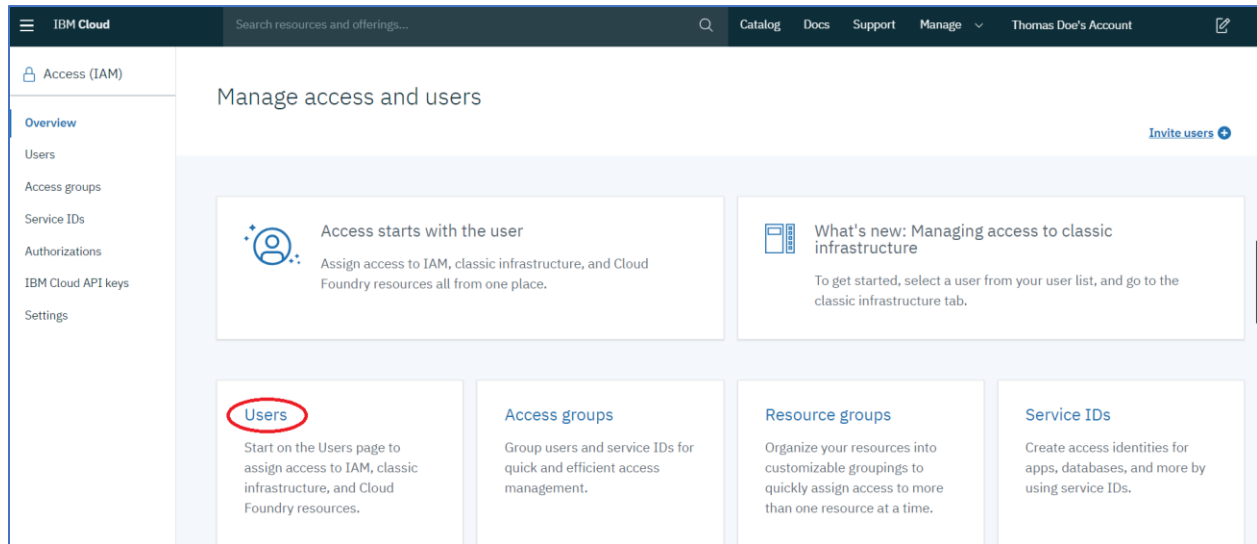 IBM Cloud
Search resources and offerings...
Catalog
Docs
Support
Manage
Thomas Doe's Account
Access (IAM)
Overview
Users
Access groups
Service IDs
Authorizations
IBM Cloud API keys
Settings
Manage access and users
Invite users
Access starts with the user
Assign access to IAM, classic infrastructure, and Cloud
Foundry resources all from one place.
What's new: Managing access to classic
infrastructure
To get started, select a user from your user list, and go to the
classic infrastructure tab.
Users
Start on the Users page to
assign access to IAM, classic
infrastructure, and Cloud
Foundry resources.
Access groups
Group users and service IDs for
quick and efficient access
management.
Resource groups
Organize your resources into
customizable groupings to
quickly assign access to more
than one resource at a time.
Service IDs
Create access identities for
apps, databases, and more by
using service IDs.